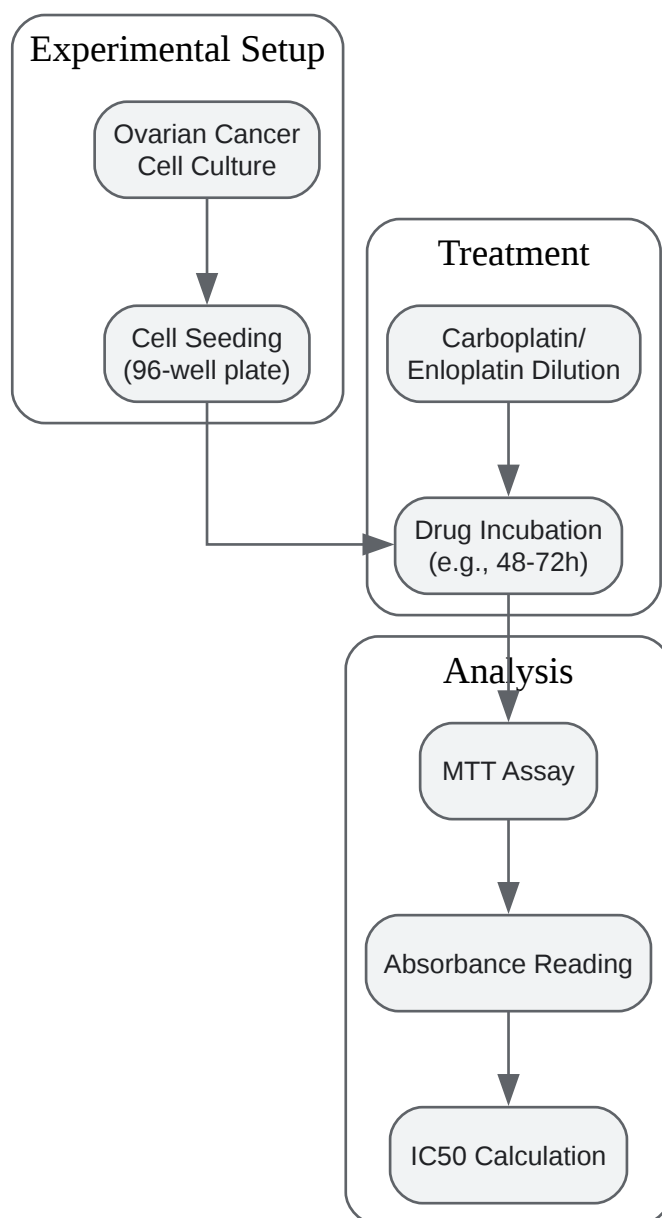 Experimental Setup
Ovarian Cancer
Cell Culture
Cell Seeding
(96-well plate)
Treatment
Carboplatin/
Enloplatin Dilution
Drug Incubation
(e.g., 48-72h)
Analysis
MTT Assay
Absorbance Reading
IC50 Calculation